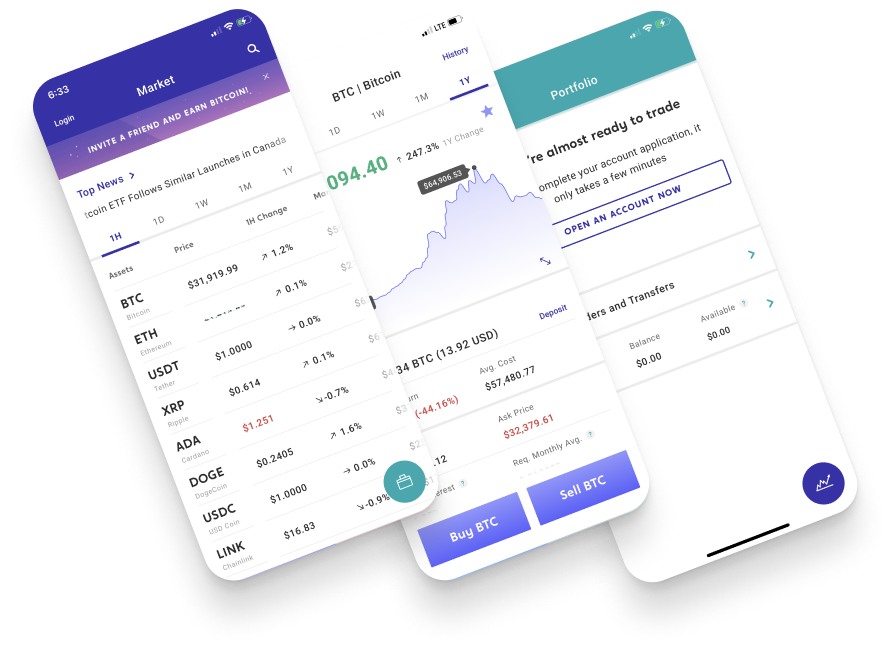 6:33
Login
Market
INVITE A FRIEND AND EARN BITCOIN!
×
Top News >
tcoin ETF Follows Similar Launches in Canada
1H 1D 1W 1M 1Y
Assets Price 1H Change
BTC $31,919.99 ↗ 1.2%
Bitcoin
ETH ↗ 0.1%
Ethereum
USDT $1.0000 → 0.0%
Tether
XRP $0.614 ↗ 0.1%
Ripple
ADA $1.251 ↘ -0.7%
Cardano
DOGE $0.2405 ↗ 1.6%
DogeCoin
USDC $1.0000 → 0.0%
USD Coin
LINK $16.83 ↘ -0.9%
Chainlink
LTE
BTC | Bitcoin
History
1D 1W 1M 1Y
094.40 ↑ 247.3% 1Y Change
$64,906.53
Deposit
34 BTC (13.92 USD)
Avg. Cost
(-44.16%) $57,480.77
Ask Price
.12 $32,379.61
Req. Monthly Avg. ?
erest ?
Buy BTC
Sell BTC
Portfolio
're almost ready to trade
omplete your account application, it
only takes a few minutes
OPEN AN ACCOUNT NOW
ders and Transfers
Balance Available ?
$0.00 $0.00